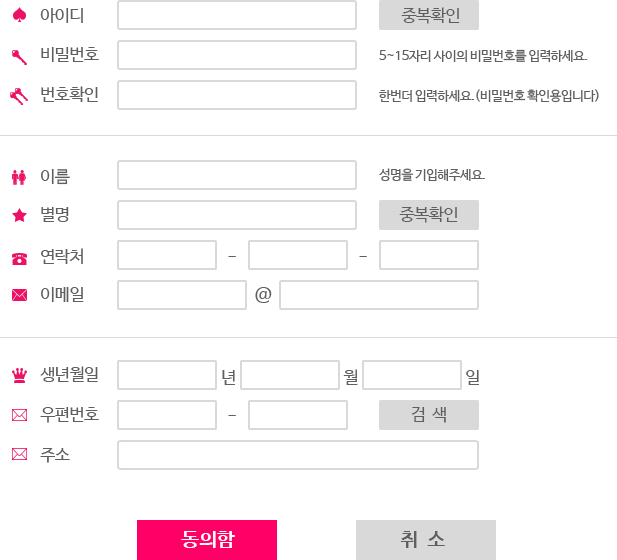 아이디 중복확인
비밀번호 5~15자리 사이의 비밀번호를 입력하세요.
번호확인 한번더 입력하세요.(비밀번호 확인용입니다)
이름 성명을 기입해주세요.
별명 중복확인
연락처 - -
이메일 @
생년월일 년 월 일
우편번호 - 검 색
주소
동의함 취 소